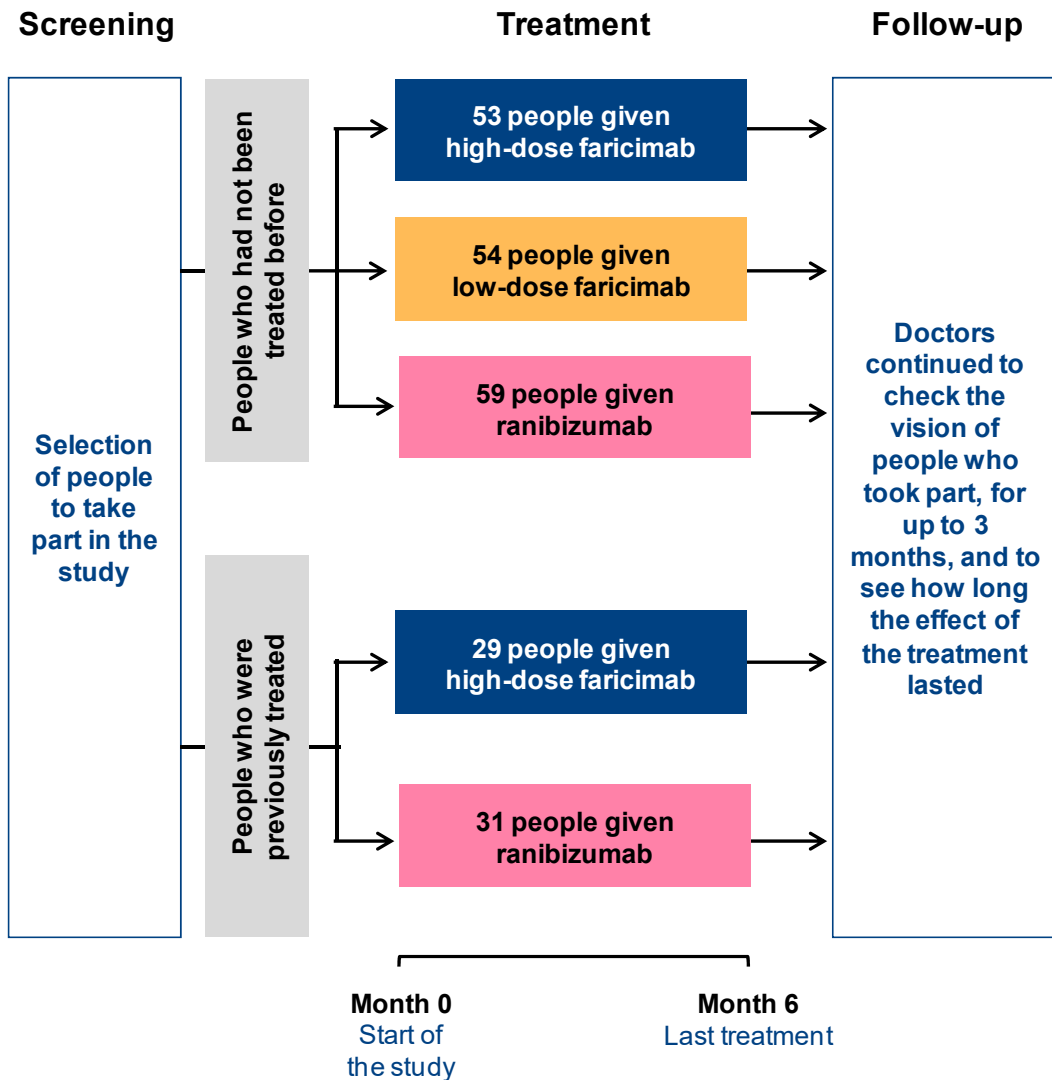 Screening
Treatment
Follow-up
Selection
of people
to take
part in the
study
People who had not been
treated before
53 people given
high-dose faricimab
54 people given
low-dose faricimab
59 people given
ranibizumab
People who were
previously treated
29 people given
high-dose faricimab
31 people given
ranibizumab
Doctors
continued to
check the
vision of
people who
took part, for
up to 3
months, and to
see how long
the effect of
the treatment
lasted
Month 0
Start of
the study
Month 6
Last treatment